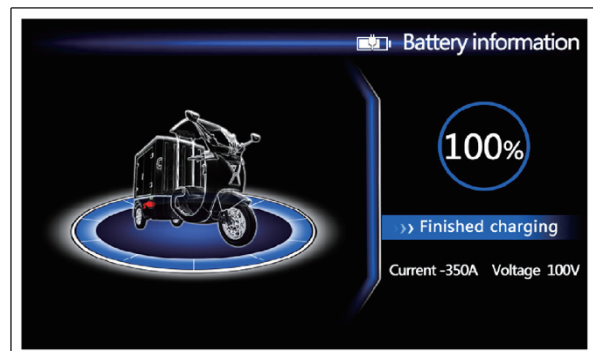 Battery information
100%
Finished charging
Current -350A Voltage 100V